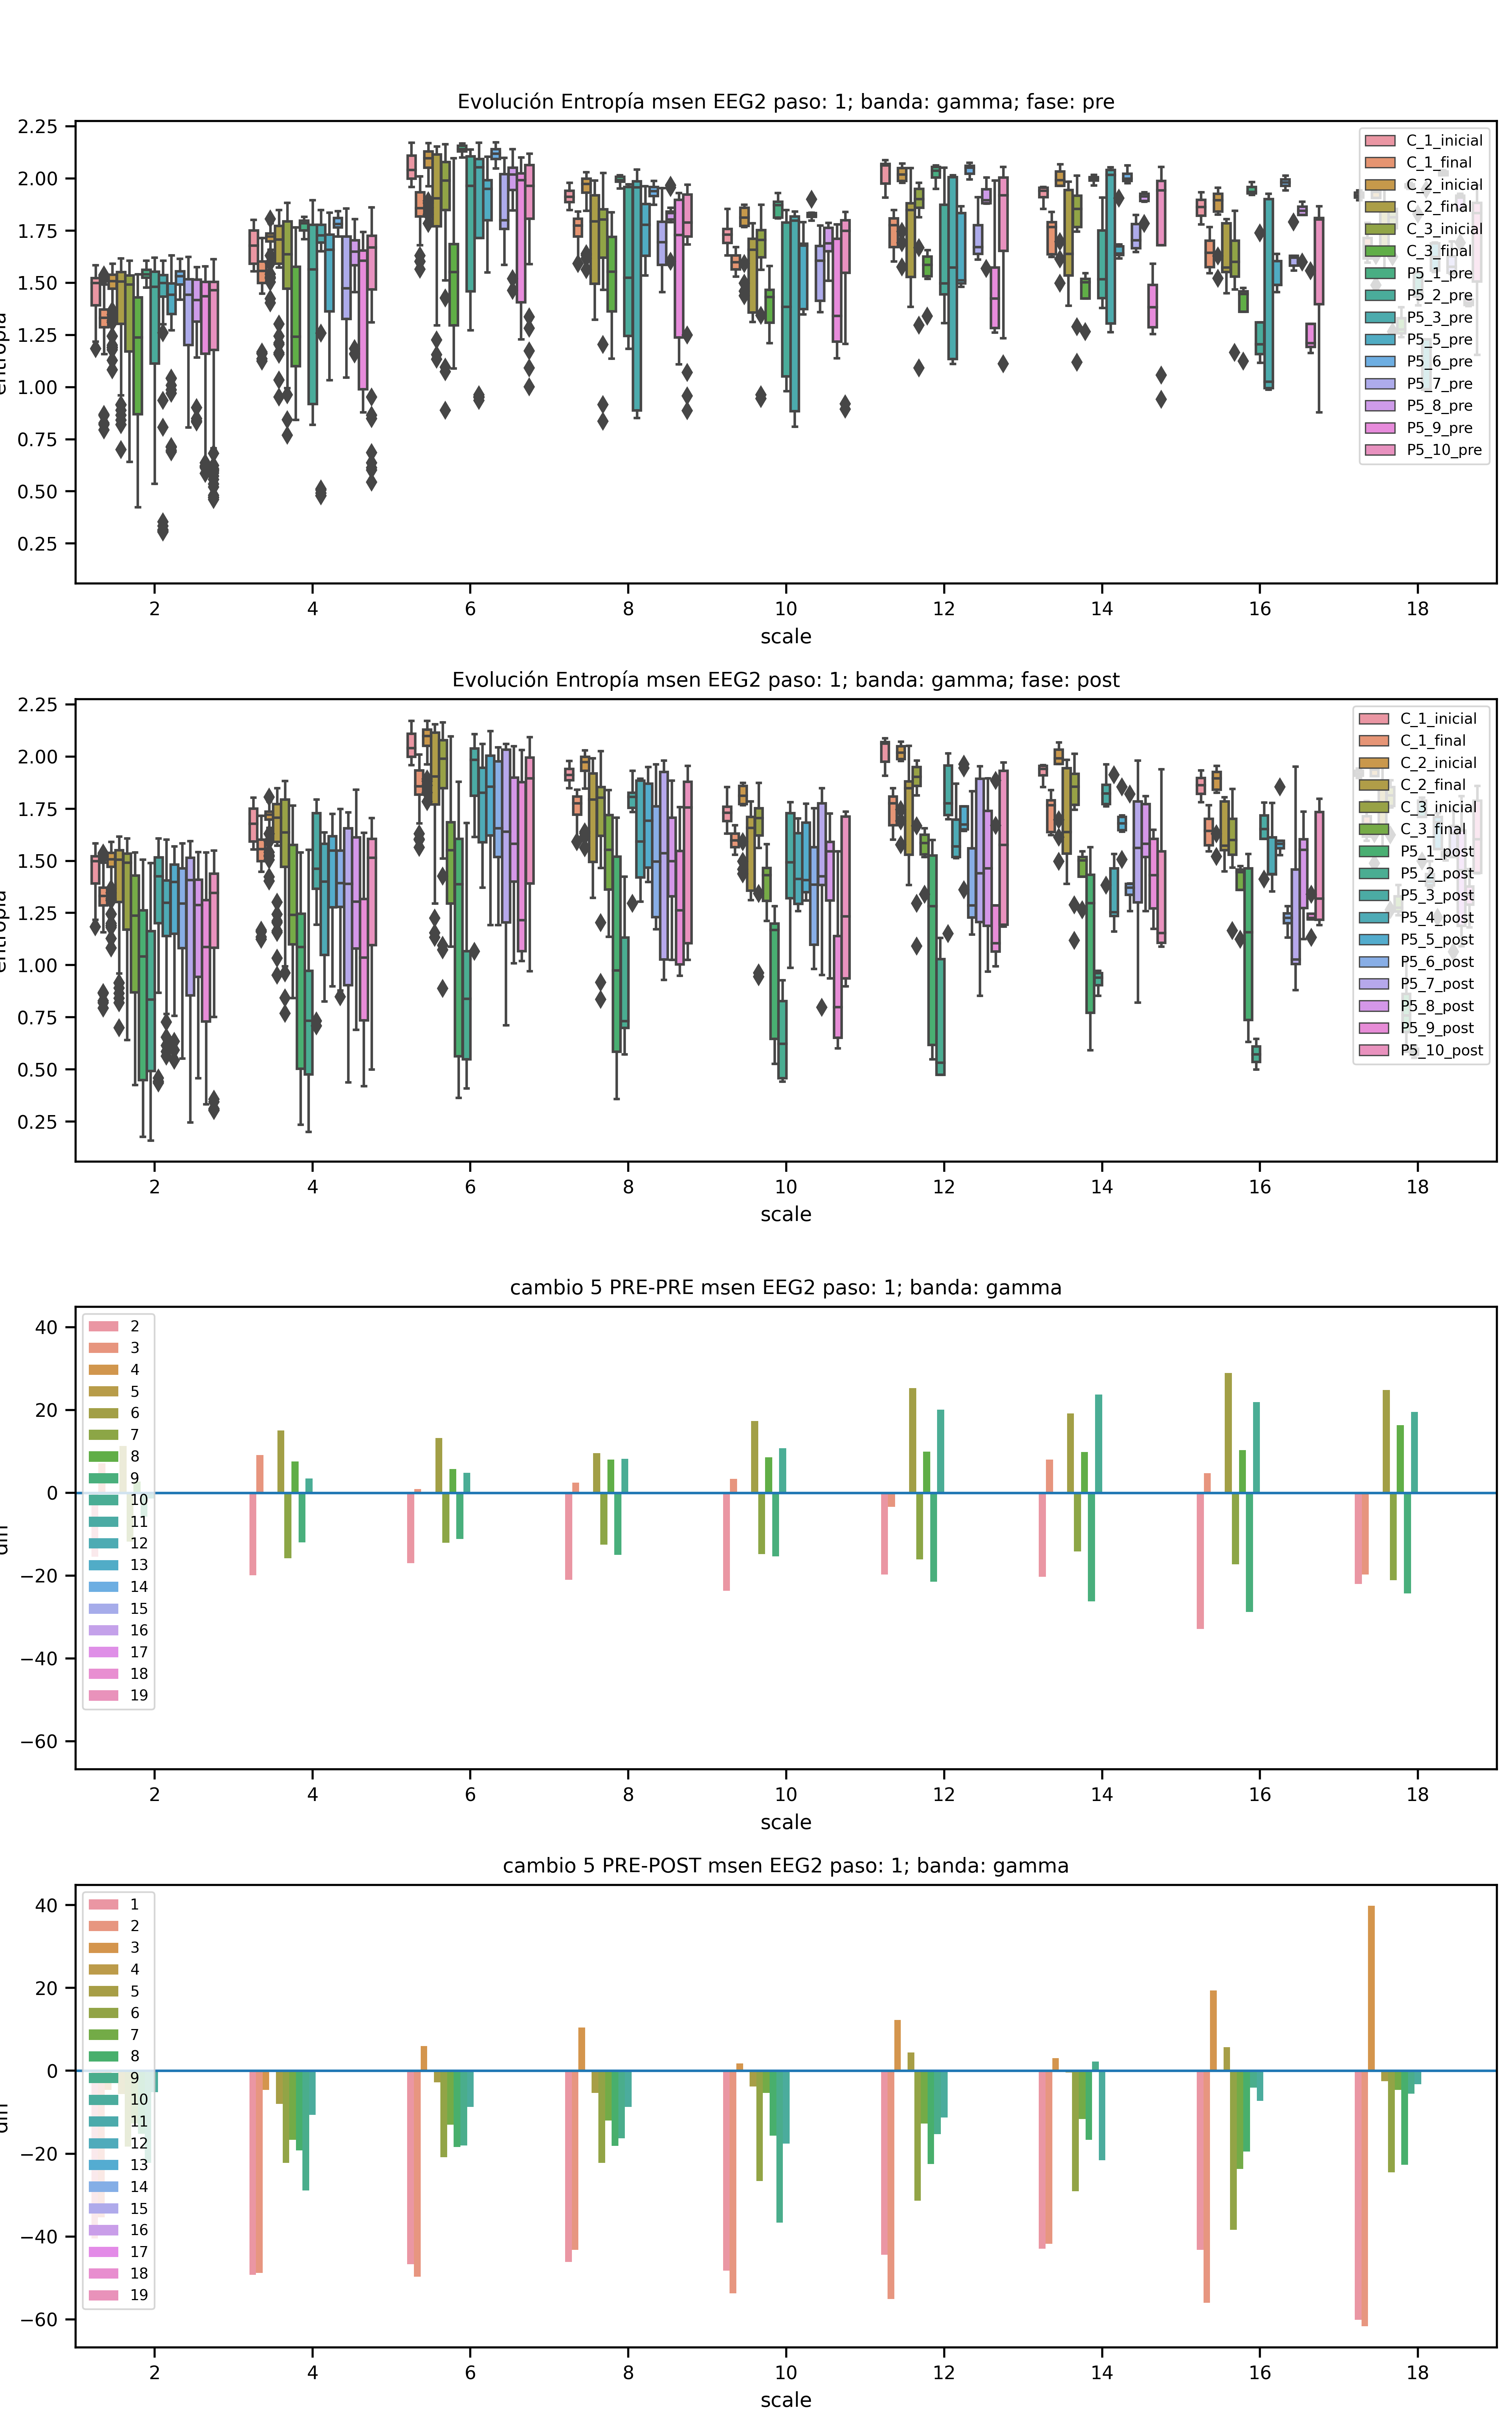 Evolución Entropía msen EEG2 paso: 1; banda: gamma; fase: pre
2.25
2.00
1.75
1.50
1.25
1.00
0.75
0.50
0.25
C_1_inicial
C_1_final
C_2_inicial
C_2_final
C_3_inicial
C_3_final
P5_1_pre
P5_2_pre
P5_3_pre
P5_5_pre
P5_6_pre
P5_7_pre
P5_8_pre
P5_9_pre
P5_10_pre
2 4 6 8 10 12 14 16 18
scale
Evolución Entropía msen EEG2 paso: 1; banda: gamma; fase: post
2.25
2.00
1.75
1.50
1.25
1.00
0.75
0.50
0.25
C_1_inicial
C_1_final
C_2_inicial
C_2_final
C_3_inicial
C_3_final
P5_1_post
P5_2_post
P5_3_post
P5_4_post
P5_5_post
P5_6_post
P5_7_post
P5_8_post
P5_9_post
P5_10_post
2 4 6 8 10 12 14 16 18
scale
cambio 5 PRE-PRE msen EEG2 paso: 1; banda: gamma
40
20
0
−20
−40
−60
2
3
4
5
6
7
8
9
10
11
12
13
14
15
16
17
18
19
2 4 6 8 10 12 14 16 18
scale
cambio 5 PRE-POST msen EEG2 paso: 1; banda: gamma
40
20
0
−20
−40
−60
1
2
3
4
5
6
7
8
9
10
11
12
13
14
15
16
17
18
19
2 4 6 8 10 12 14 16 18
scale